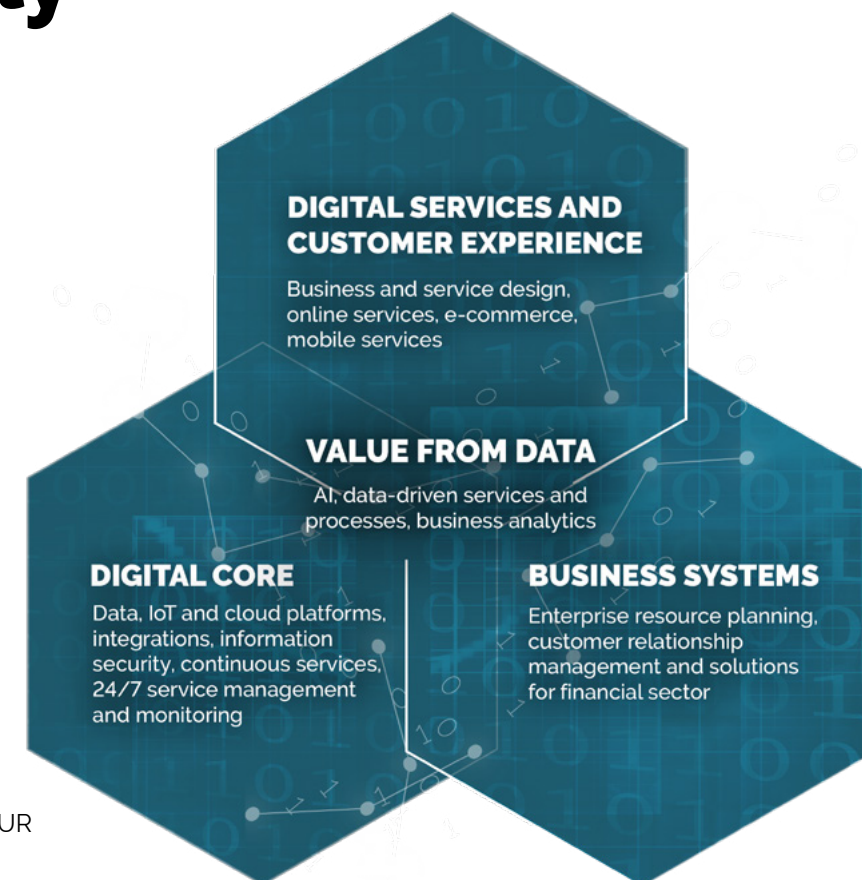 ty
DIGITAL SERVICES AND
CUSTOMER EXPERIENCE
Business and service design,
online services, e-commerce,
mobile services
VALUE FROM DATA
AI, data-driven services and
processes, business analytics
DIGITAL CORE
Data, IoT and cloud platforms,
integrations, information
security, continuous services,
24/7 service management
and monitoring
BUSINESS SYSTEMS
Enterprise resource planning,
customer relationship
management and solutions
for financial sector
UR